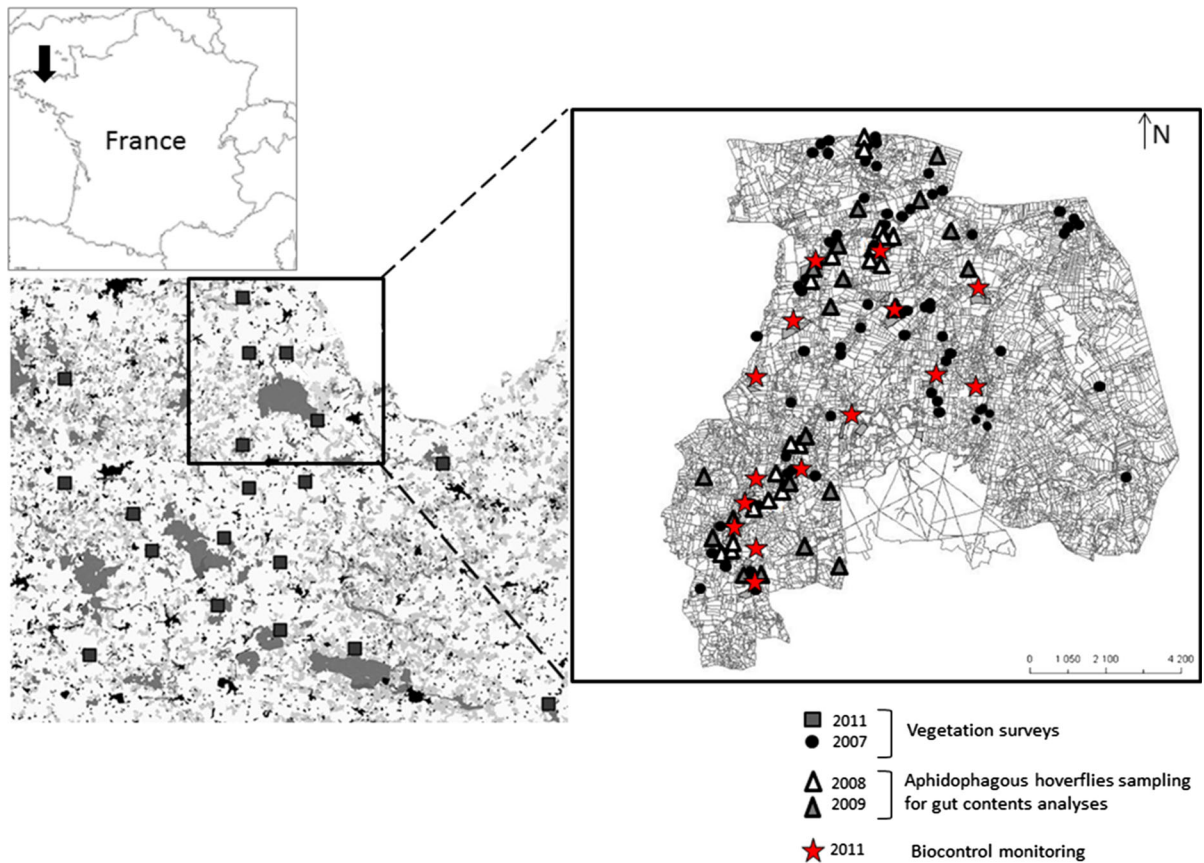 France
N
0 1 050 2 100 4 200
2011
2007
Vegetation surveys
2008
2009
Aphidophagous hoverflies sampling
for gut contents analyses
2011
Biocontrol monitoring